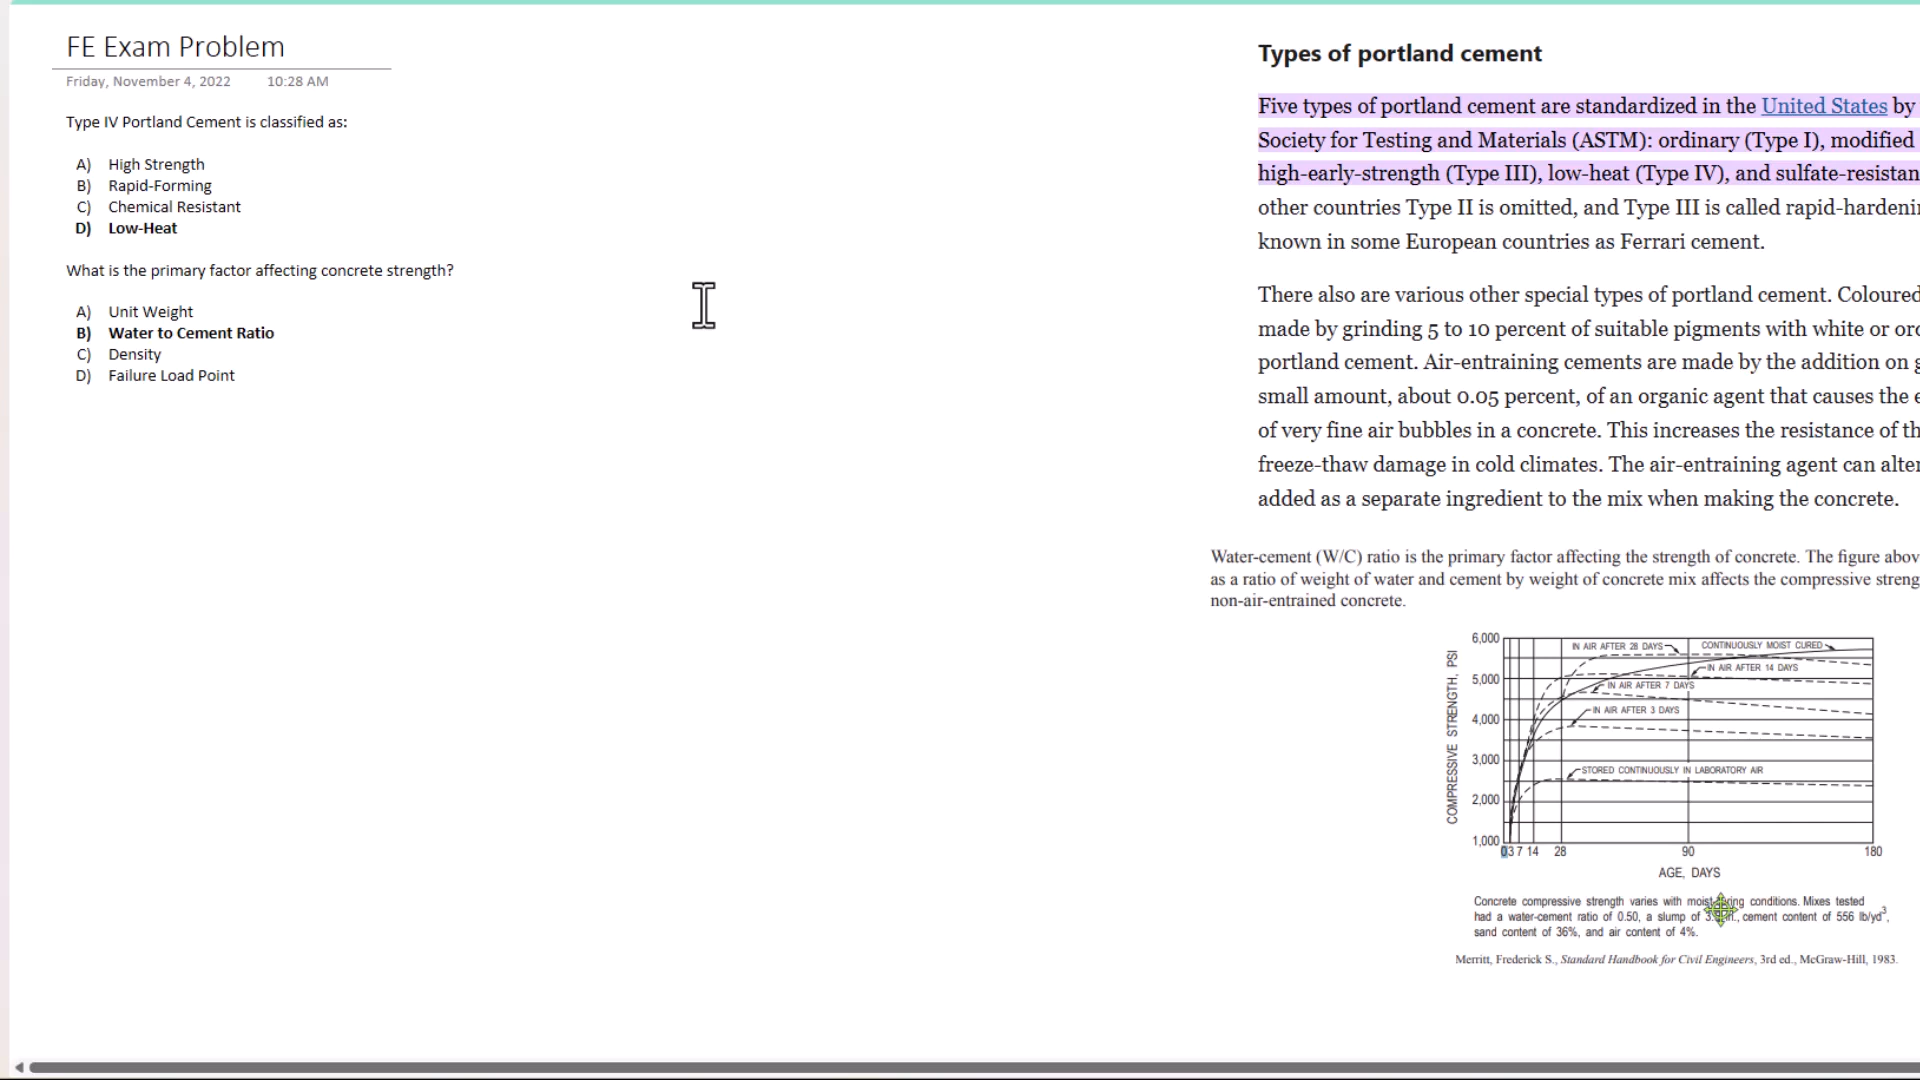 FE Exam Problem
Friday, November 4, 2022 10:28 AM
Type IV Portland Cement is classified as:
A) High Strength
B) Rapid-Forming
C) Chemical Resistant
D) Low-Heat
What is the primary factor affecting concrete strength?
A) Unit Weight
B) Water to Cement Ratio
C) Density
D) Failure Load Point
Types of portland cement
Five types of portland cement are standardized in the United States by
Society for Testing and Materials (ASTM): ordinary (Type I), modified
high-early-strength (Type III), low-heat (Type IV), and sulfate-resistan
other countries Type II is omitted, and Type III is called rapid-hardenin
known in some European countries as Ferrari cement.
There also are various other special types of portland cement. Coloured
made by grinding 5 to 10 percent of suitable pigments with white or orc
portland cement. Air-entraining cements are made by the addition on g
small amount, about 0.05 percent, of an organic agent that causes the e
of very fine air bubbles in a concrete. This increases the resistance of th
freeze-thaw damage in cold climates. The air-entraining agent can alter
added as a separate ingredient to the mix when making the concrete.
Water-cement (W/C) ratio is the primary factor affecting the strength of concrete. The figure abov
as a ratio of weight of water and cement by weight of concrete mix affects the compressive streng
non-air-entrained concrete.
COMPRESSIVE STRENGTH, PSI
6,000
5,000
4,000
3,000
2,000
1,000
IN AIR AFTER 28 DAYS
CONTINUOUSLY MOIST CURED
IN AIR AFTER 14 DAYS
IN AIR AFTER 7 DAYS
IN AIR AFTER 3 DAYS
STORED CONTINUOUSLY IN LABORATORY AIR
0 3 7 14 28 90 180
AGE, DAYS
Concrete compressive strength varies with conditions. Mixes tested
had a water-cement ratio of 0.50, a slump of cement content of 556 lb/yd³,
sand content of 36%, and air content of 4%.
Merritt, Frederick S., Standard Handbook for Civil Engineers, 3rd ed., McGraw-Hill, 1983.